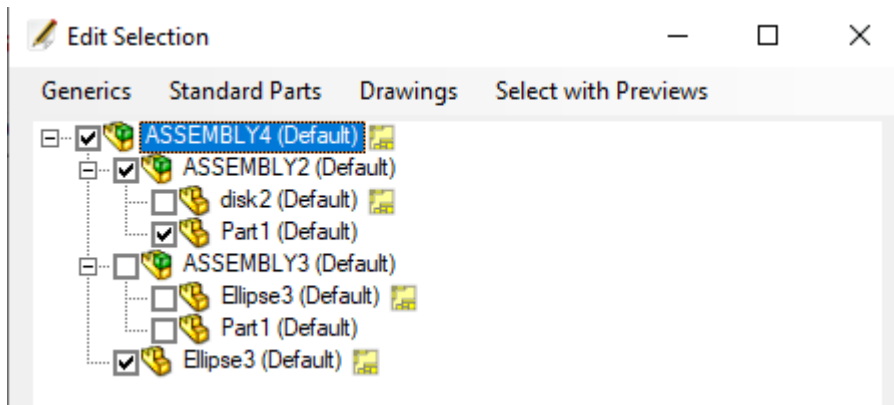 Edit Selection
Generics Standard Parts Drawings Select with Previews
ASSEMBLY4 (Default)
ASSEMBLY2 (Default)
disk2 (Default)
Part1 (Default)
ASSEMBLY3 (Default)
Ellipse3 (Default)
Part1 (Default)
Ellipse3 (Default)